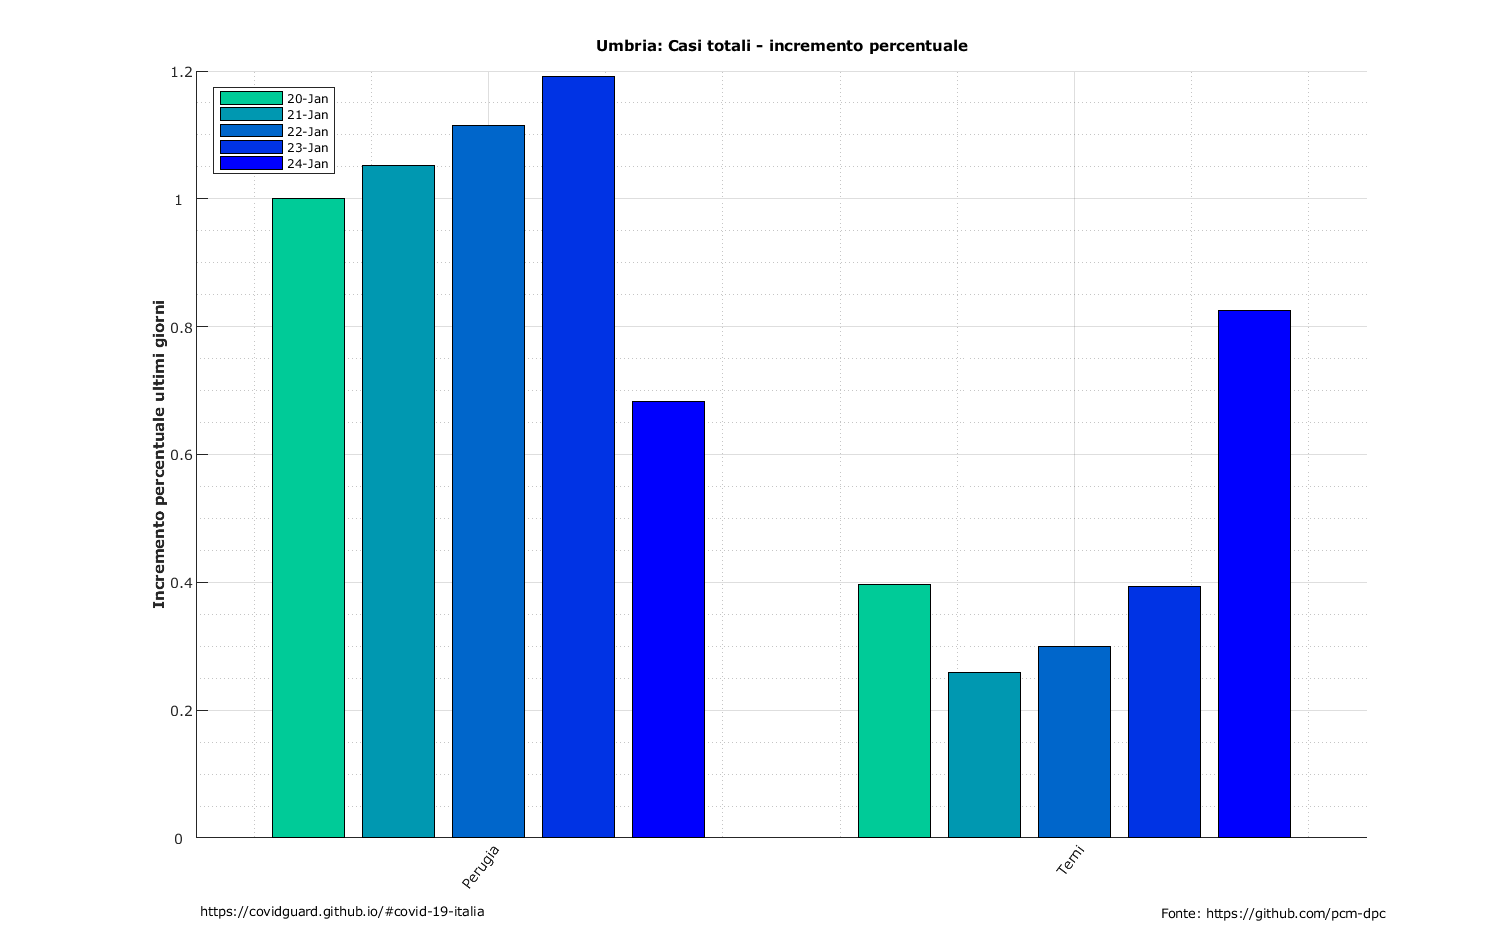 Umbria: Casi totali - incremento percentuale
1.2
20-Jan
21-Jan
22-Jan
23-Jan
24-Jan
1
0.8
0.6
0.4
0.2
0
Incremento percentuale ultimi giorni
Perugia
Terni
https://covidguard.github.io/#covid-19-italia
Fonte: https://github.com/pcm-dpc